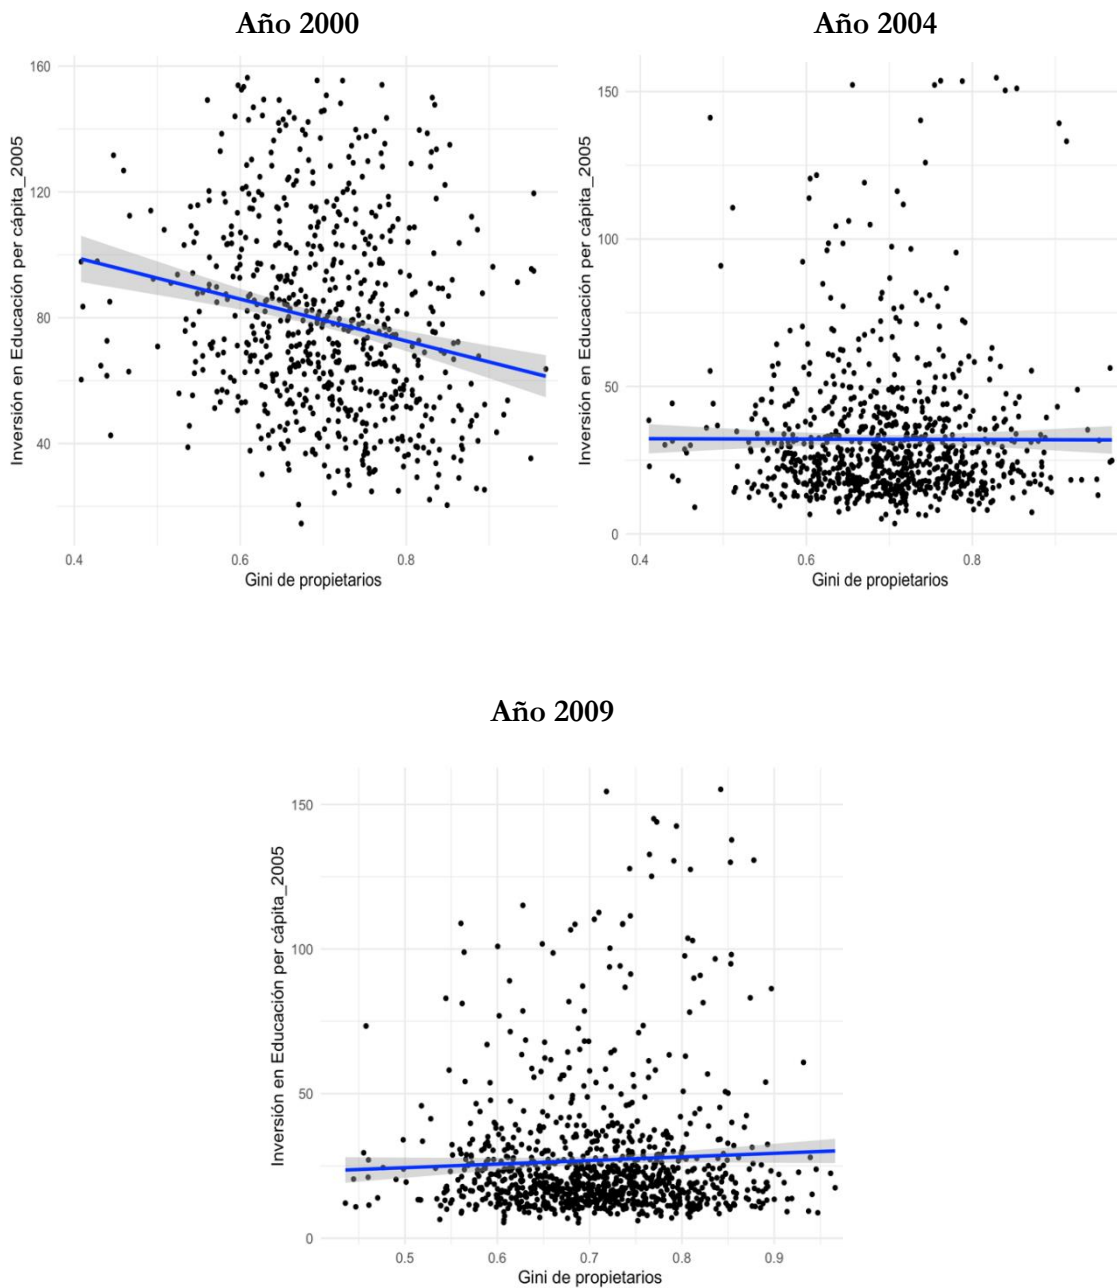 Año 2000
Inversión en Educación per cápita_2005
160
120
80
40
0.4
0.6
0.8
Gini de propietarios
Año 2004
Inversión en Educación per cápita_2005
150
100
50
0
0.4
0.6
0.8
Gini de propietarios
Año 2009
Inversión en Educación per cápita_2005
150
100
50
0
0.5
0.6
0.7
0.8
0.9
Gini de propietarios